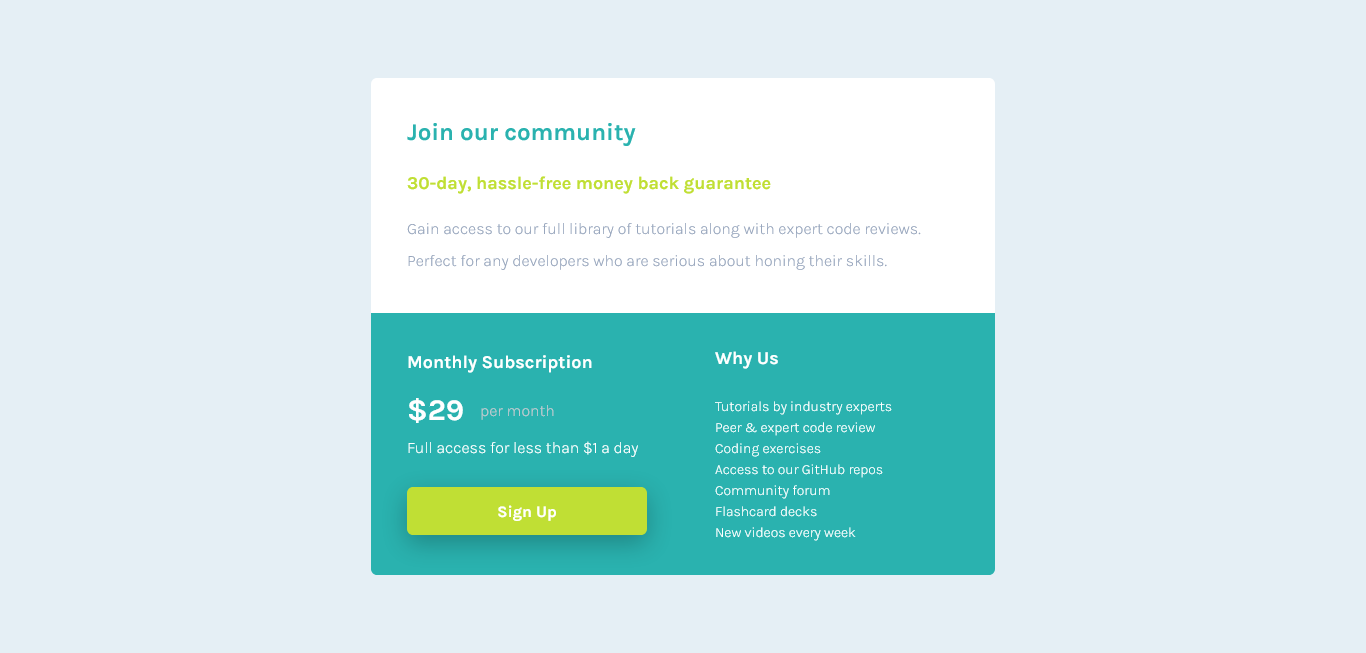 Join our community
30-day, hassle-free money back guarantee
Gain access to our full library of tutorials along with expert code reviews.
Perfect for any developers who are serious about honing their skills.
Monthly Subscription
$29 per month
Full access for less than $1 a day
Sign Up
Why Us
Tutorials by industry experts
Peer & expert code review
Coding exercises
Access to our GitHub repos
Community forum
Flashcard decks
New videos every week